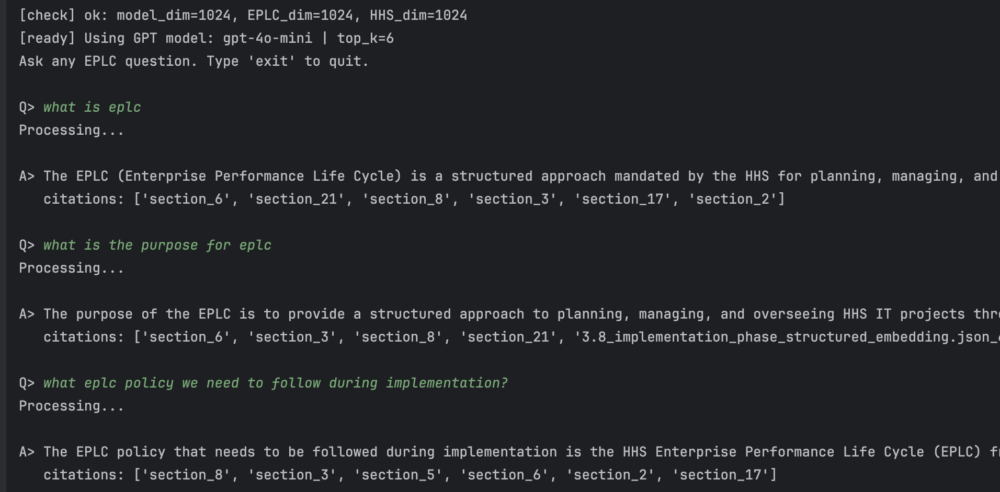 [check] ok: model_dim=1024, EPLC_dim=1024, HHS_dim=1024
[ready] Using GPT model: gpt-4o-mini | top_k=6
Ask any EPLC question. Type 'exit' to quit.
Q> what is eplc
Processing...
A> The EPLC (Enterprise Performance Life Cycle) is a structured approach mandated by the HHS for planning, managing, and
citations: ['section_6', 'section_21', 'section_8', 'section_3', 'section_17', 'section_2']
Q> what is the purpose for eplc
Processing...
A> The purpose of the EPLC is to provide a structured approach to planning, managing, and overseeing HHS IT projects thr
citations: ['section_6', 'section_3', 'section_8', 'section_21', '3.8_implementation_phase_structured_embedding.json_
Q> what eplc policy we need to follow during implementation?
Processing...
A> The EPLC policy that needs to be followed during implementation is the HHS Enterprise Performance Life Cycle (EPLC) f
citations: ['section_8', 'section_3', 'section_5', 'section_6', 'section_2', 'section_17']